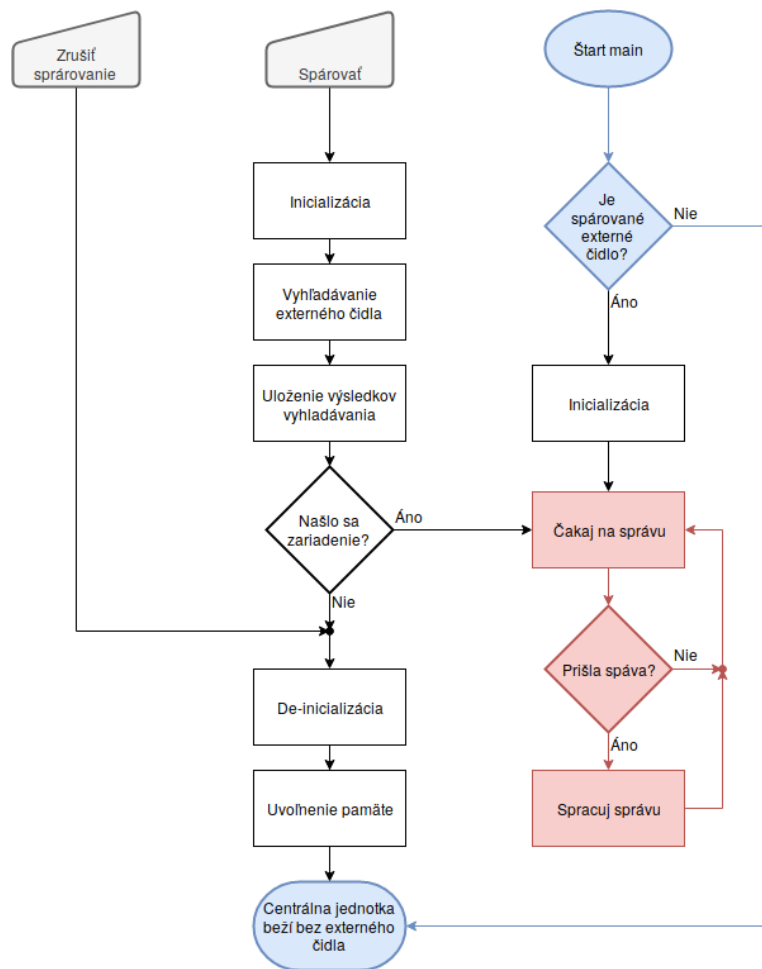 Zrušiť
sprárovanie
Spárovať
Štart main
Inicializácia
Je
spárované
externé
čidlo?
Nie
Vyhľadávanie
externého čidla
Áno
Uloženie výsledkov
vyhladávania
Inicializácia
Našlo sa
zariadenie?
Áno
Čakaj na správu
Nie
Prišla spáva?
Nie
De-inicializácia
Áno
Uvoľnenie pamäte
Spracuj správu
Centrálna jednotka
beží bez externého
čidla